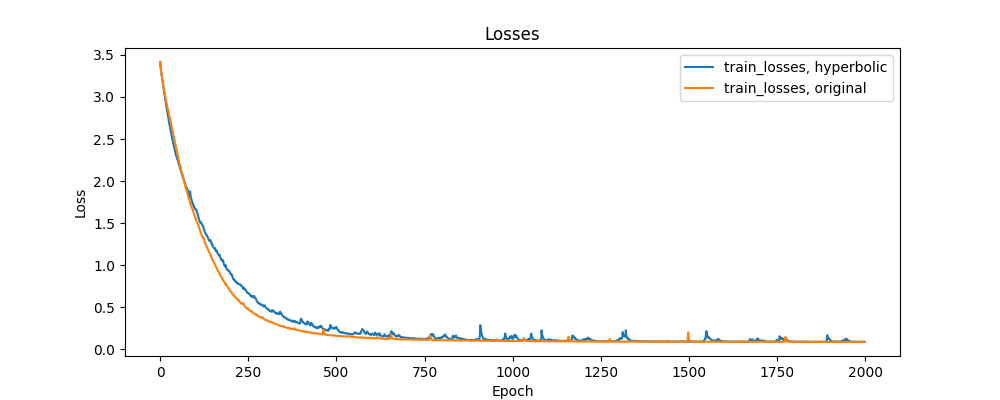 Losses
train_losses, hyperbolic
train_losses, original
3.5
3.0
2.5
2.0
1.5
1.0
0.5
0.0
Loss
0 250 500 750 1000 1250 1500 1750 2000
Epoch